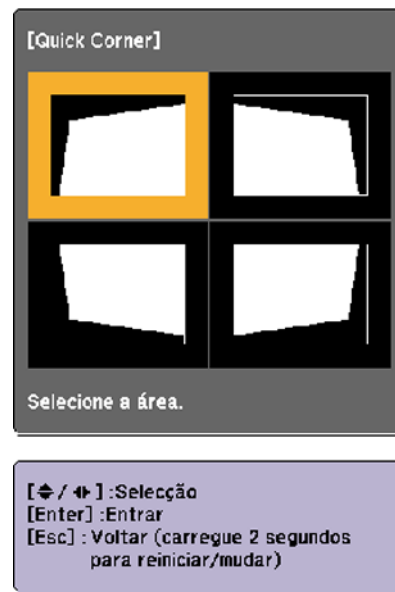 [Quick Corner]
Selecione a área.
[ / ] :Selecção
[Enter] :Entrar
[Esc] : Voltar (carregue 2 segundos
para reiniciar/mudar)